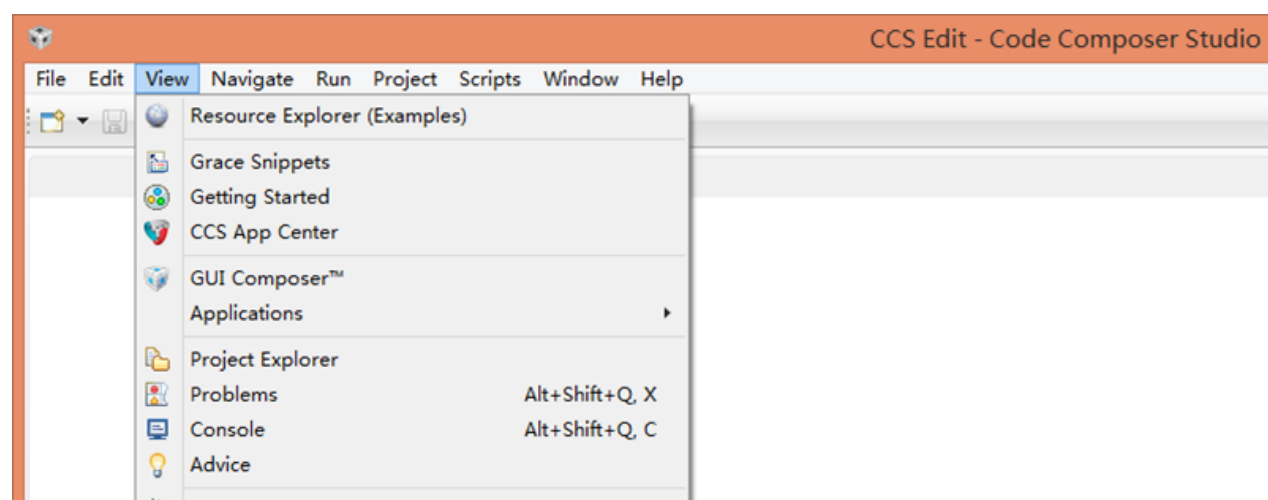 CCS Edit - Code Composer Studio
File Edit View Navigate Run Project Scripts Window Help
Resource Explorer (Examples)
Grace Snippets
Getting Started
CCS App Center
GUI Composer™
Applications
Project Explorer
Problems Alt+Shift+Q, X
Console Alt+Shift+Q, C
Advice